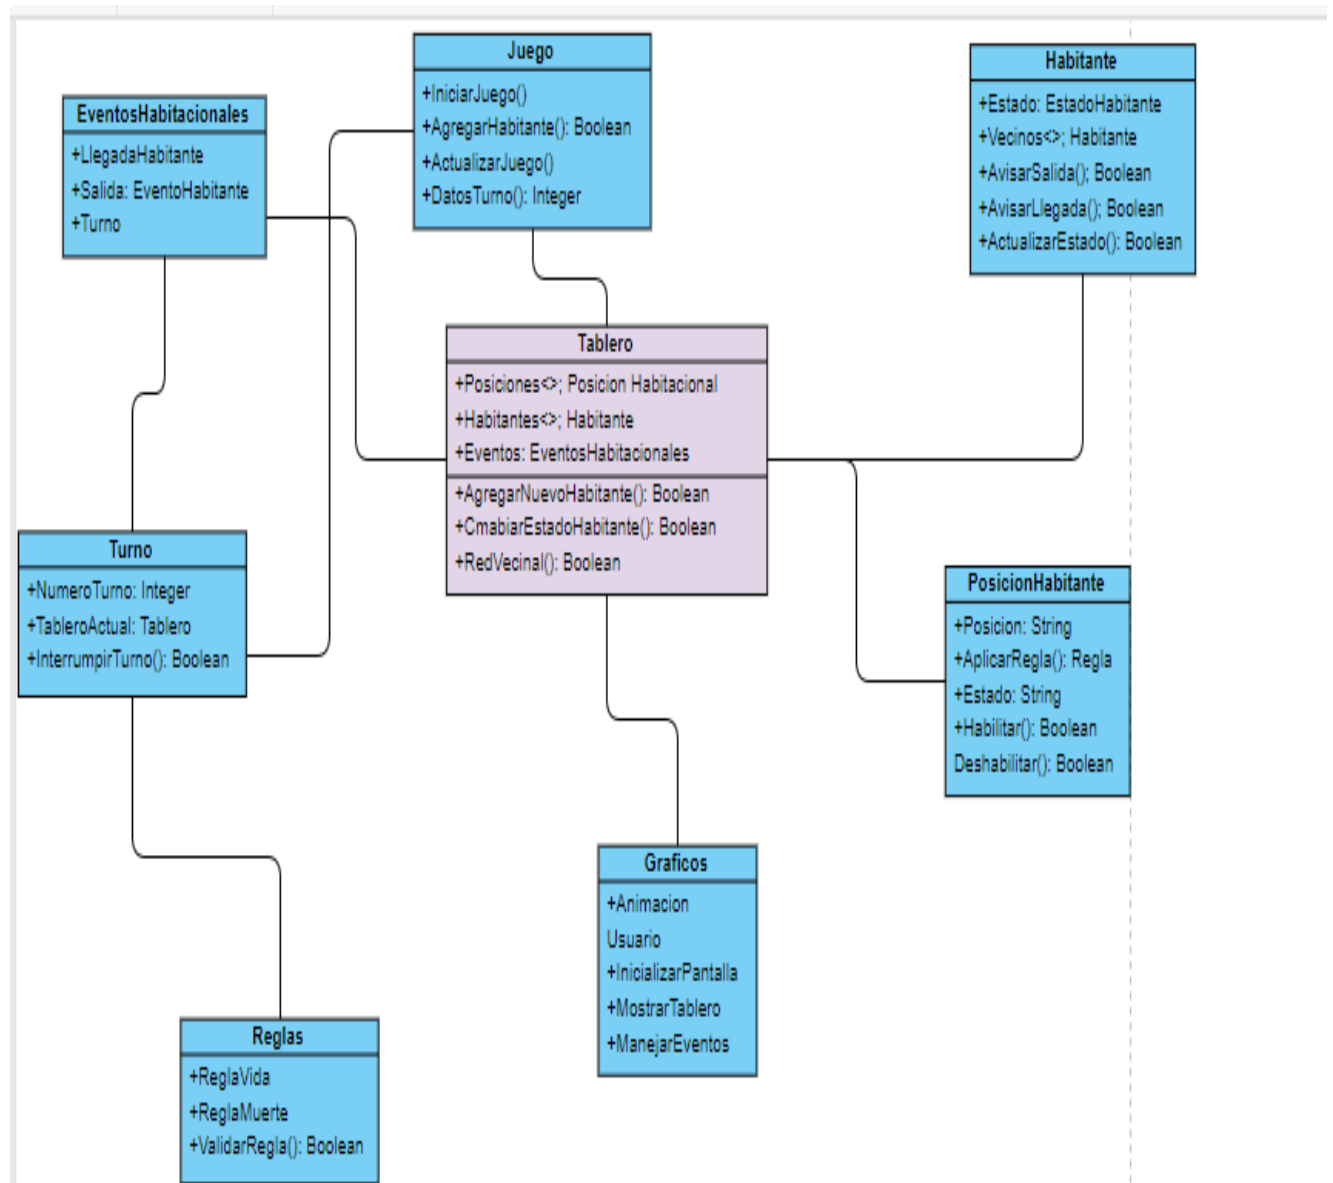 Juego
+IniciarJuego()
+AgregarHabitante(): Boolean
+ActualizarJuego()
+DatosTurno(): Integer
Habitante
+Estado: EstadoHabitante
+Vecinos<>; Habitante
+AvisarSalida(); Boolean
+AvisarLlegada(); Boolean
+ActualizarEstado(): Boolean
EventosHabitacionales
+LlegadaHabitante
+Salida: EventoHabitante
+Turno
Tablero
+Posiciones<>; Posicion Habitacional
+Habitantes<>; Habitante
+Eventos: EventosHabitacionales
+AgregarNuevoHabitante(): Boolean
+CmabiarEstadoHabitante(): Boolean
+RedVecinal(): Boolean
Turno
+NumeroTurno: Integer
+TableroActual: Tablero
+InterrumpirTurno(): Boolean
PosicionHabitante
+Posicion: String
+AplicarRegla(): Regla
+Estado: String
+Habilitar(): Boolean
Deshabilitar(): Boolean
Graficos
+Animacion
Usuario
+InicializarPantalla
+MostrarTablero
+ManejarEventos
Reglas
+ReglaVida
+ReglaMuerte
+ValidarRegla(): Boolean